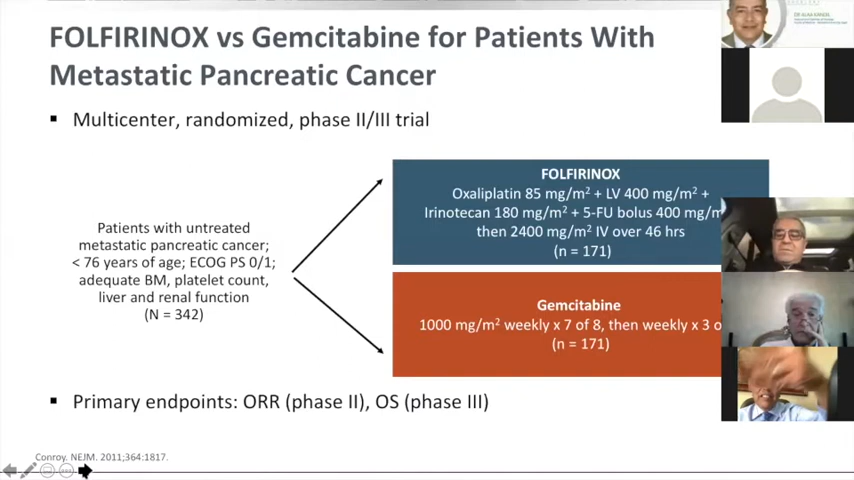 FOLFIRINOX vs Gemcitabine for Patients With
Metastatic Pancreatic Cancer
▪ Multicenter, randomized, phase II/III trial
Patients with untreated
metastatic pancreatic cancer;
< 76 years of age; ECOG PS 0/1;
adequate BM, platelet count,
liver and renal function
(N = 342)
FOLFIRINOX
Oxaliplatin 85 mg/m² + LV 400 mg/m² +
Irinotecan 180 mg/m² + 5-FU bolus 400 mg/m
then 2400 mg/m² IV over 46 hrs
(n = 171)
Gemcitabine
1000 mg/m² weekly x 7 of 8, then weekly x 3 o
(n = 171)
▪ Primary endpoints: ORR (phase II), OS (phase III)
Conroy. NEJM. 2011;364:1817.